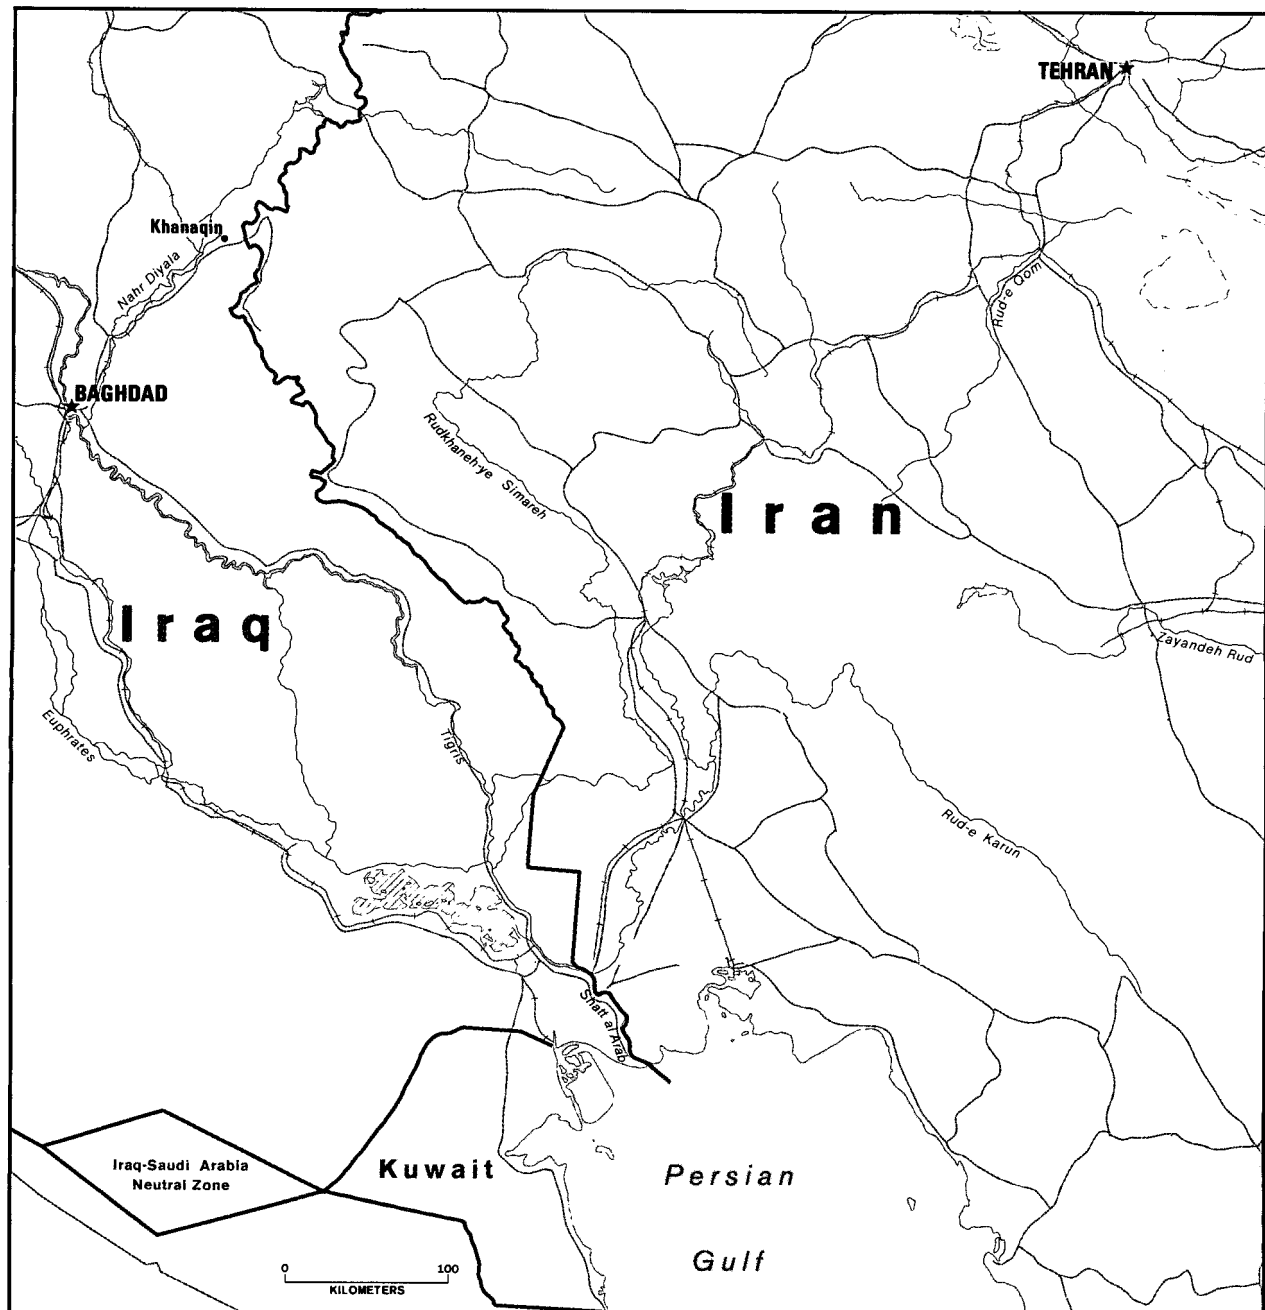 TEHRAN
Khanaqin
Nahr Diyala
Rud-e Qom
BAGHDAD
Rudkhaneh-ye Simareh
Iran
Iraq
Zayandeh Rud
Euphrates
Tigris
Rud-e Karun
Shatt al Arab
Iraq-Saudi Arabia
Neutral Zone
Kuwait
Persian
Gulf
0 100
KILOMETERS